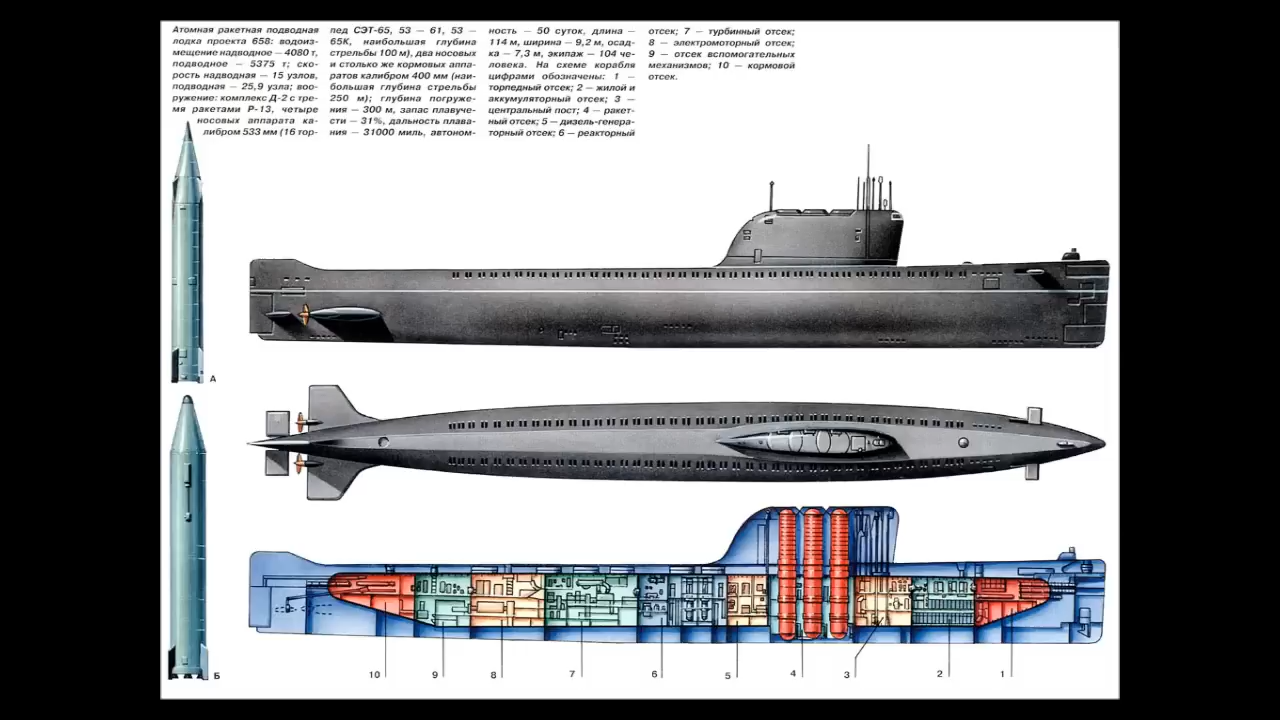 Атомная ракетная подводная
лодка проекта 658: водоиз-
мещение надводное — 4080 т,
подводное — 5375 т; ско-
рость надводная — 15 узлов,
подводная — 25,9 узла; воо-
ружение: комплекс Д-2 с тре-
мя ракетами Р-13, четыре
носовых аппарата ка-
либром 533 мм (16 тор-
пед СЭТ-65, 53 — 61, 53 —
65К, наибольшая глубина
стрельбы 100 м), два носовых
и столько же кормовых аппа-
ратов калибром 400 мм (наи-
большая глубина стрельбы
250 м); глубина погруже-
ния — 300 м, запас плавуче-
сти — 31%, дальность плава-
ния — 31000 миль, автоном-
ность — 50 суток, длина —
114 м, ширина — 9,2 м, осад-
ка — 7,3 м, экипаж — 104 че-
ловека. На схеме корабля
цифрами обозначены: 1 —
торпедный отсек; 2 — жилой и
аккумуляторный отсек; 3 —
центральный пост; 4 — ракет-
ный отсек; 5 — дизель-генера-
торный отсек; 6 — реакторный
отсек; 7 — турбинный отсек;
8 — электромоторный отсек;
9 — отсек вспомогательных
механизмов; 10 — кормовой
отсек.
А
Б
10 9 8 7 6 5 4 3 2 1